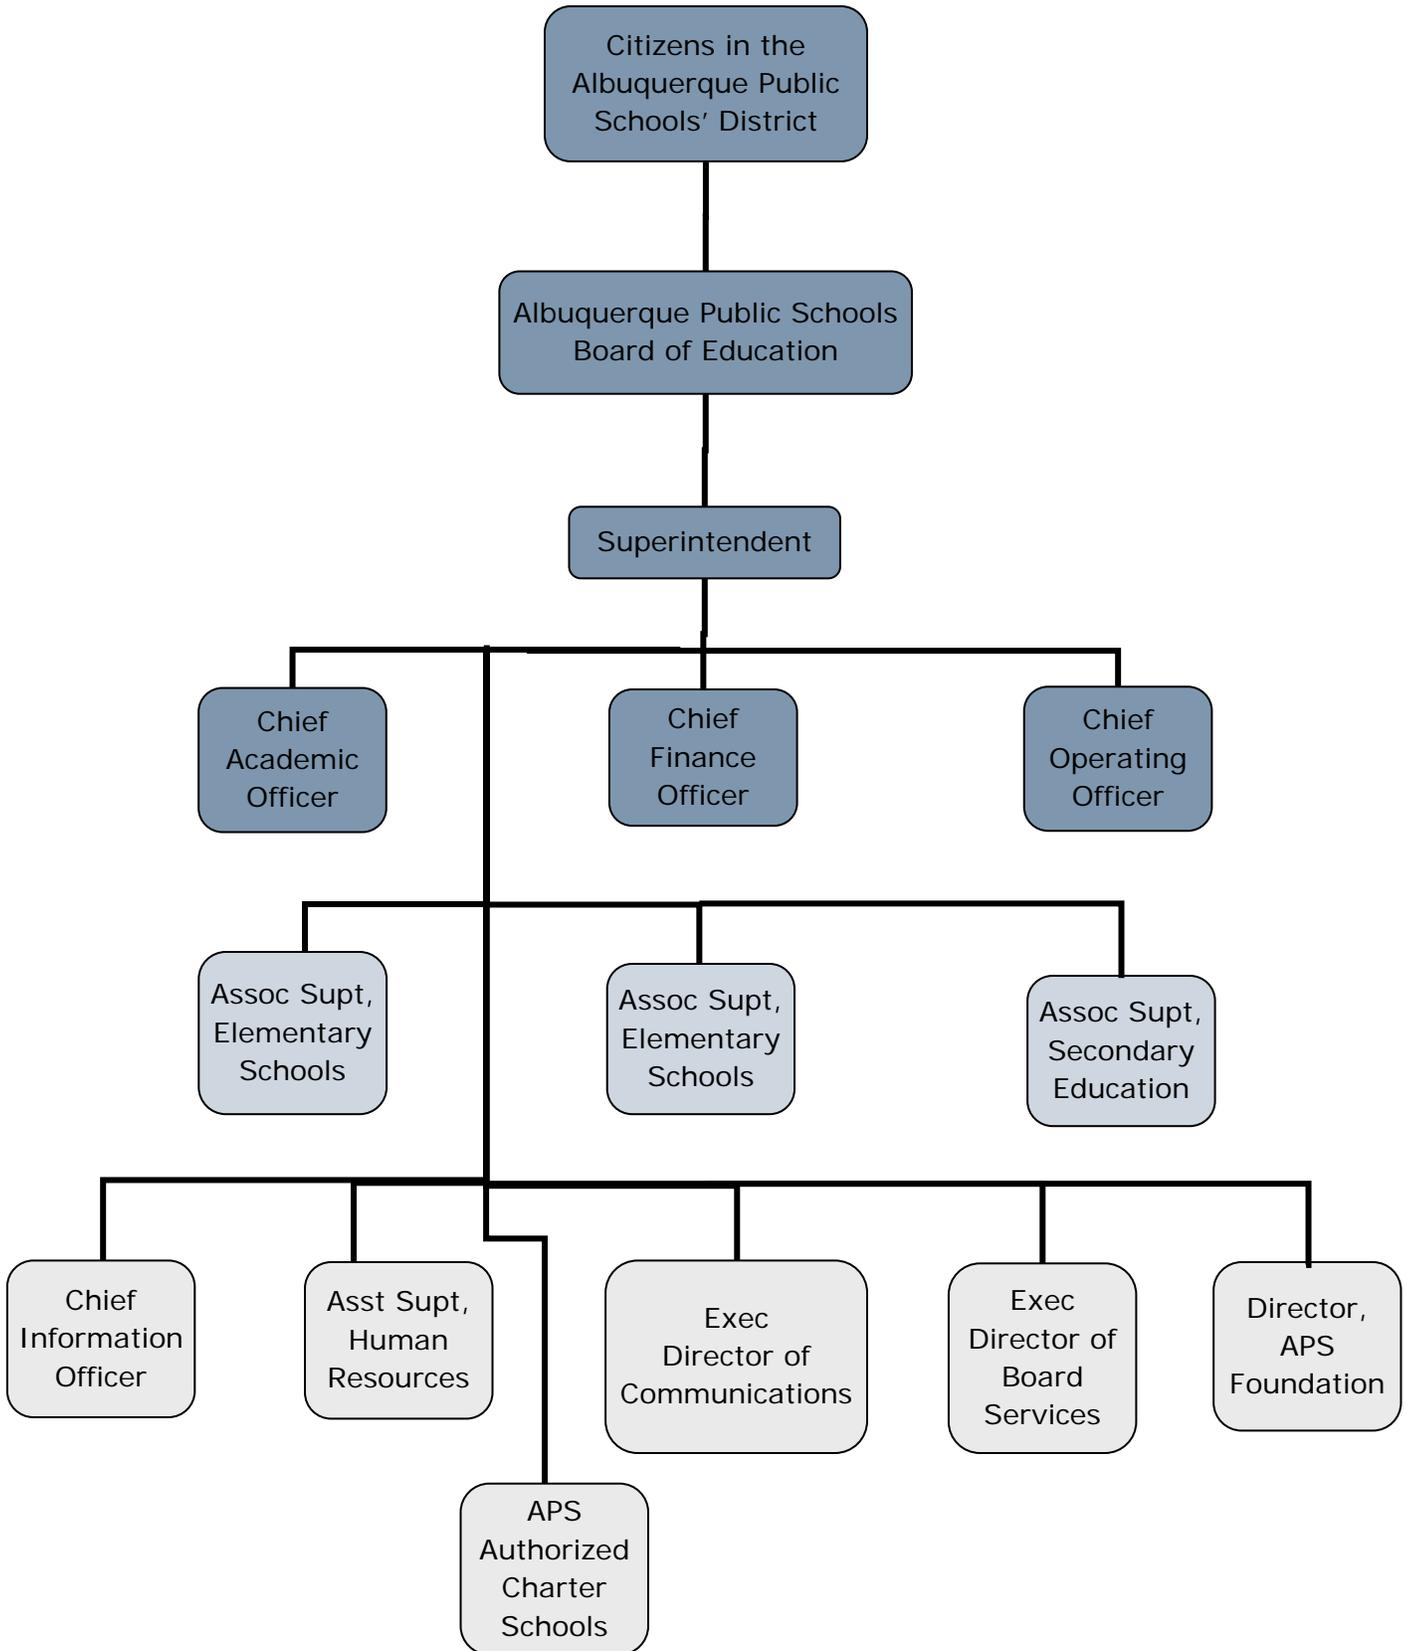 Citizens in the
Albuquerque Public
Schools’ District
Albuquerque Public Schools
Board of Education
Superintendent
Chief
Academic
Officer
Chief
Finance
Officer
Chief
Operating
Officer
Assoc Supt,
Elementary
Schools
Assoc Supt,
Elementary
Schools
Assoc Supt,
Secondary
Education
Chief
Information
Officer
Asst Supt,
Human
Resources
Exec
Director of
Communications
Exec
Director of
Board
Services
Director,
APS
Foundation
APS
Authorized
Charter
Schools